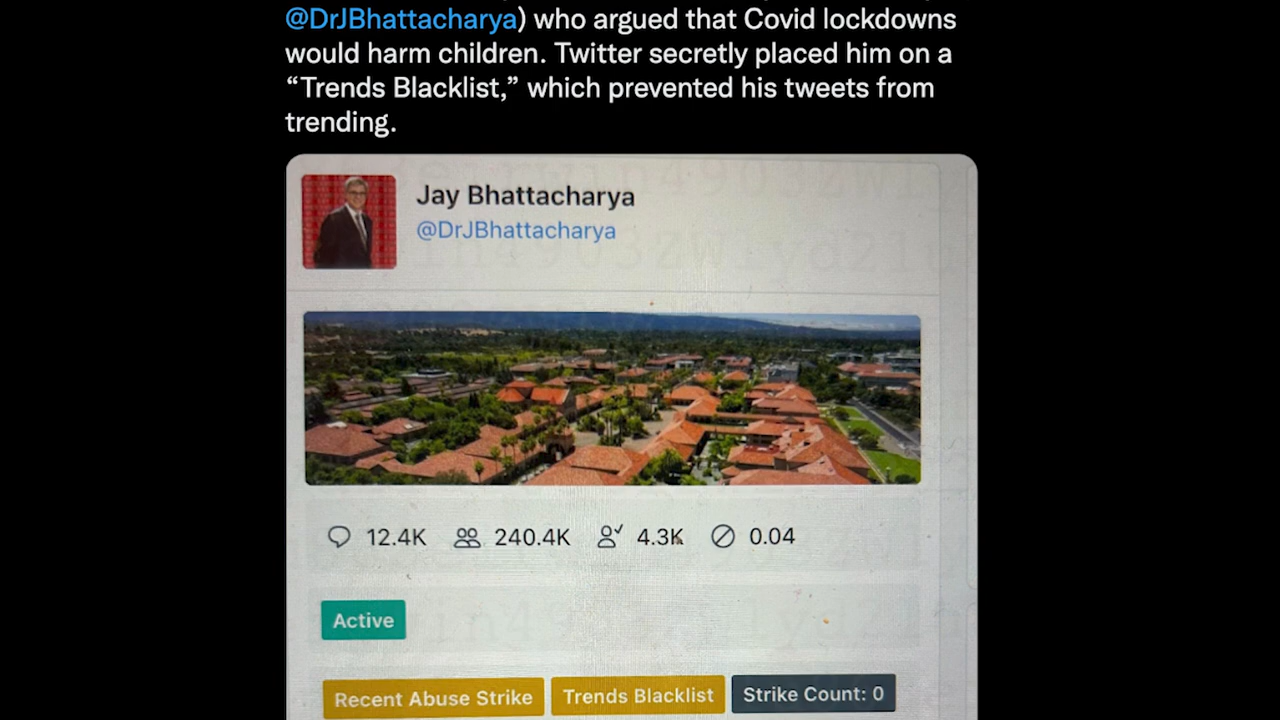 @DrJBhattacharya) who argued that Covid lockdowns
would harm children. Twitter secretly placed him on a
“Trends Blacklist,” which prevented his tweets from
trending.
Jay Bhattacharya
@DrJBhattacharya
12.4K 240.4K 4.3K 0.04
Active
Recent Abuse Strike Trends Blacklist Strike Count: 0